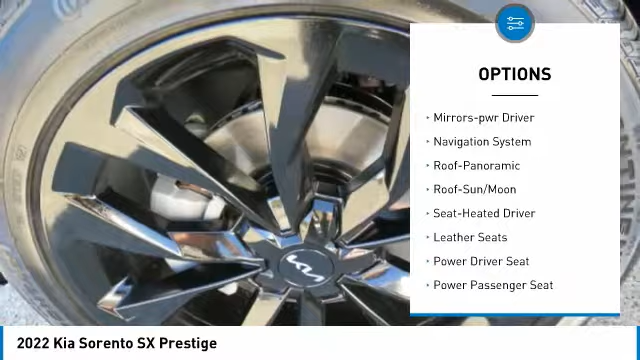 OPTIONS
Mirrors-pwr Driver
Navigation System
Roof-Panoramic
Roof-Sun/Moon
Seat-Heated Driver
Leather Seats
Power Driver Seat
Power Passenger Seat
2022 Kia Sorento SX Prestige